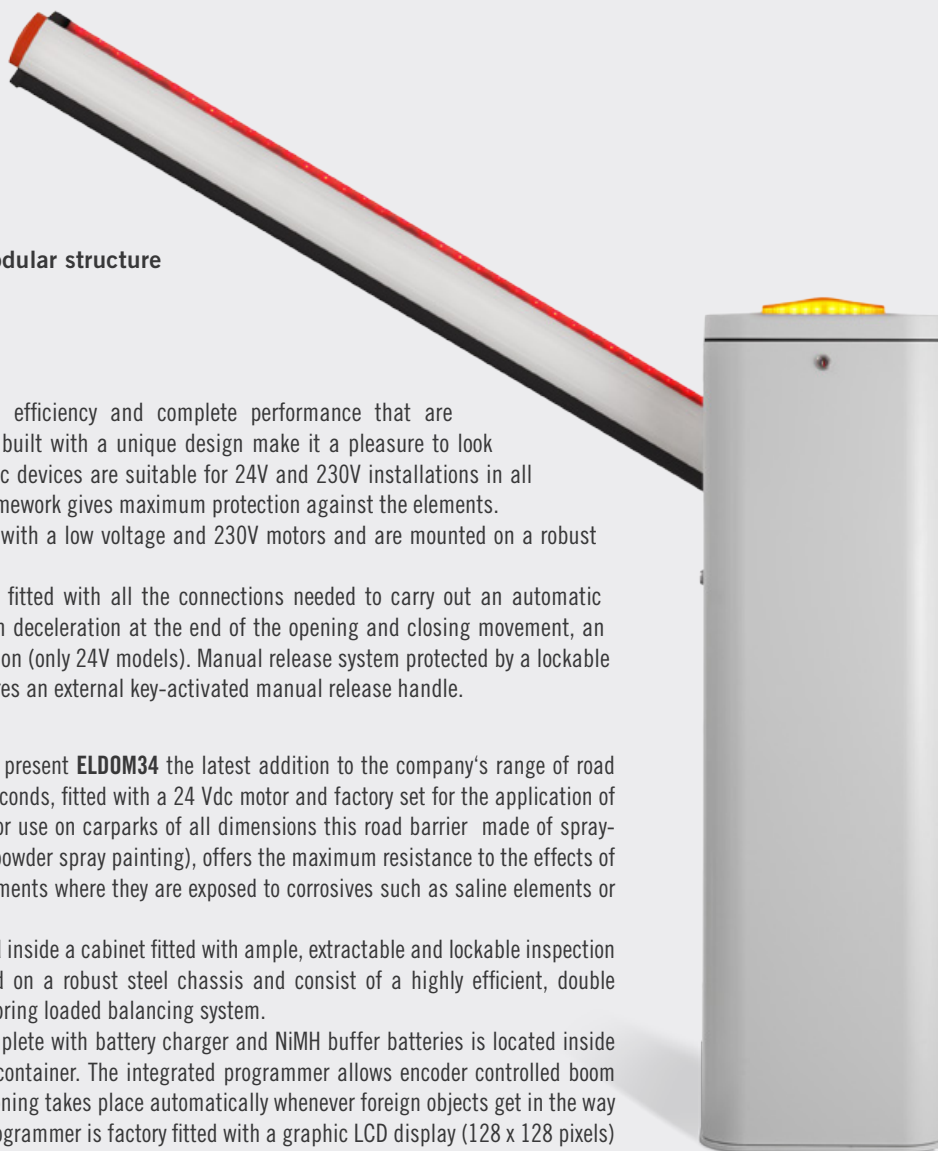 odular structure
efficiency and complete performance that are
built with a unique design make it a pleasure to look
c devices are suitable for 24V and 230V installations in all
mework gives maximum protection against the elements.
with a low voltage and 230V motors and are mounted on a robust
fitted with all the connections needed to carry out an automatic
n deceleration at the end of the opening and closing movement, an
on (only 24V models). Manual release system protected by a lockable
es an external key-activated manual release handle.
present ELDOM34 the latest addition to the company‘s range of road
econds, fitted with a 24 Vdc motor and factory set for the application of
or use on carparks of all dimensions this road barrier made of spray-
powder spray painting), offers the maximum resistance to the effects of
ments where they are exposed to corrosives such as saline elements or
d inside a cabinet fitted with ample, extractable and lockable inspection
d on a robust steel chassis and consist of a highly efficient, double
pring loaded balancing system.
plete with battery charger and NiMH buffer batteries is located inside
container. The integrated programmer allows encoder controlled boom
ning takes place automatically whenever foreign objects get in the way
ogrammer is factory fitted with a graphic LCD display (128 x 128 pixels)